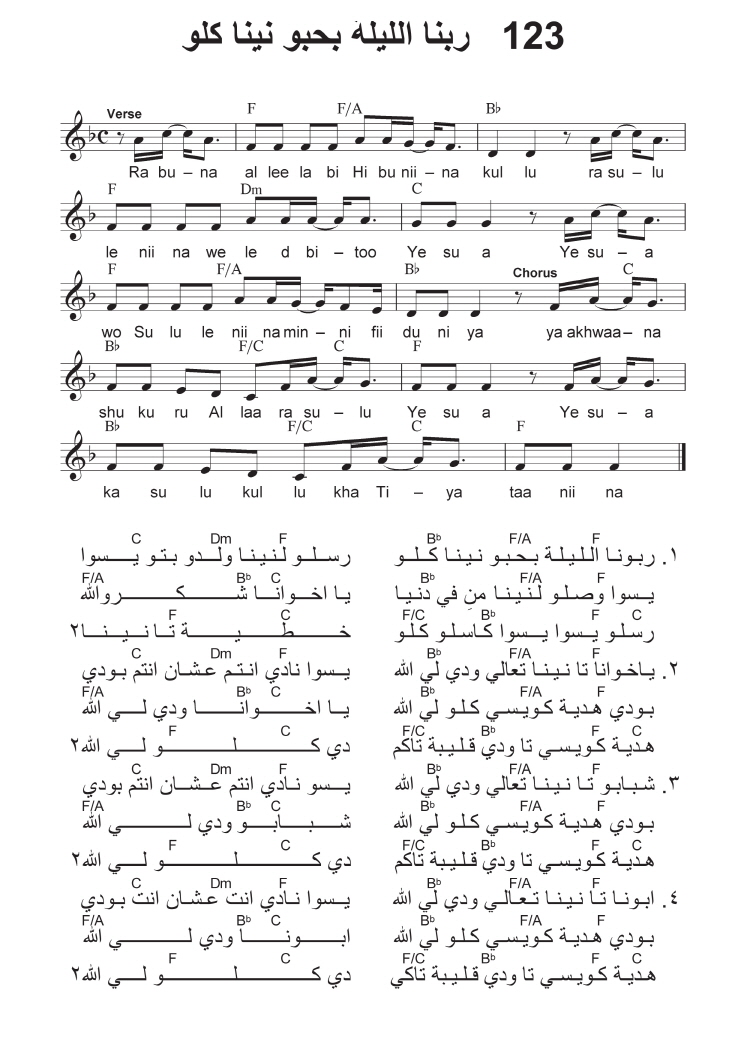 123 ربنا الليلة بحبو نينا كلو
Verse F F/A B♭
Ra bu – na al lee la bi Hi bu nii – na kul lu ra su – lu
F Dm C
le nii na we le d bi – too Ye su a Ye su – a
F F/A B♭ Chorus C
wo Su lu le nii na min – ni fii du ni ya ya akhwaa – na
B♭ F/C C F
shu ku ru Al laa ra su – lu Ye su a Ye su – a
B♭ F/C C F
ka su lu kul lu kha Ti – ya taa nii na
F F/A B♭ F Dm C
١. ربونا الليلة بحبو نينا كلو رسلو لنينا ولدو بتو يسوا
F F/A B♭ C B♭ F/A
يسوا وصلو لنينا مِن في دنيا يا اخوانا شكروالله
C F B♭ F/C C F
رسلو يسوا يسوا كاسلو كلو خطية تانينا٢
F F/A B♭ F Dm C
٢. ياخوانا تا نينا تعالي ودي لي الله يسوا نادي انتم عشان انتم بودي
F F/A B♭ C B♭ F/A
بودي هدية كويسي كلو لي الله يا اخوانا ودي لي الله
C F B♭ F/C C F
هدية كويسي تا ودي قليبة تاكم دي كلو لي الله٢
F F/A B♭ F Dm C
٣. شبابو تا نينا تعالي ودي لي الله يسو نادي انتم عشان انتم بودي
F F/A B♭ C B♭ F/A
بودي هدية كويسي كلو لي الله شبابو ودي لي الله
C F B♭ F/C C F
هدية كويسي تا ودي قليبة تاكم دي كلو لي الله٢
F F/A B♭ F Dm C
٤. ابونا تا نينا تعالي ودي لي الله يسوا نادي انت عشان انت بودي
F F/A B♭ C B♭ F/A
بودي هدية كويسي كلو لي الله ابونا ودي لي الله
C F B♭ F/C C F
هدية كويسي تا ودي قليبة تاكي دي كلو لي الله٢